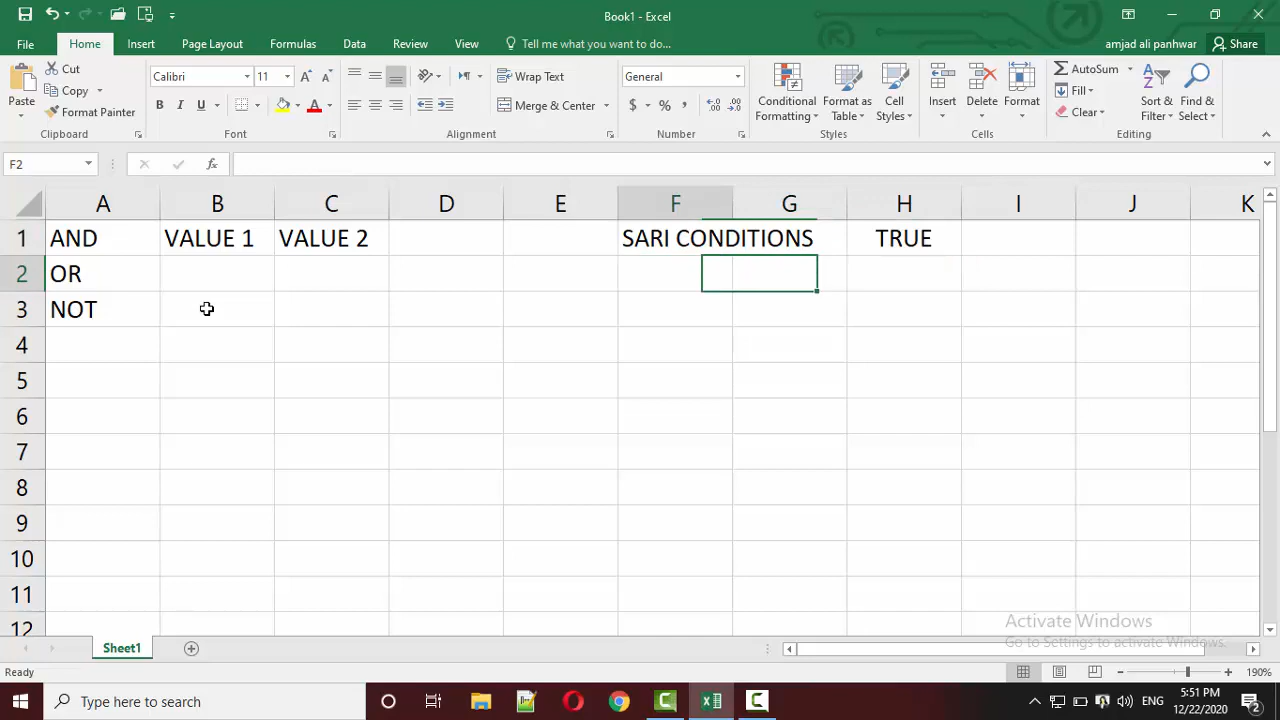 Book1 - Excel
File Home Insert Page Layout Formulas Data Review View Tell me what you want to do... amjad ali panhwar Share
Paste Cut Copy Format Painter Clipboard
Calibri 11 B I U A Font
Wrap Text Merge & Center Alignment
General $ % , Number
Conditional Formatting Format as Table Cell Styles Styles
Insert Delete Format Cells
AutoSum Fill Clear Sort & Filter Find & Select Editing
F2 fx
A B C D E F G H I J K
1 AND VALUE 1 VALUE 2 SARI CONDITIONS TRUE
2 OR
3 NOT
4
5
6
7
8
9
10
11
12
Activate Windows
Go to Settings to activate Windows.
Sheet1
Ready 190%
Type here to search ENG 5:51 PM
12/22/2020 2